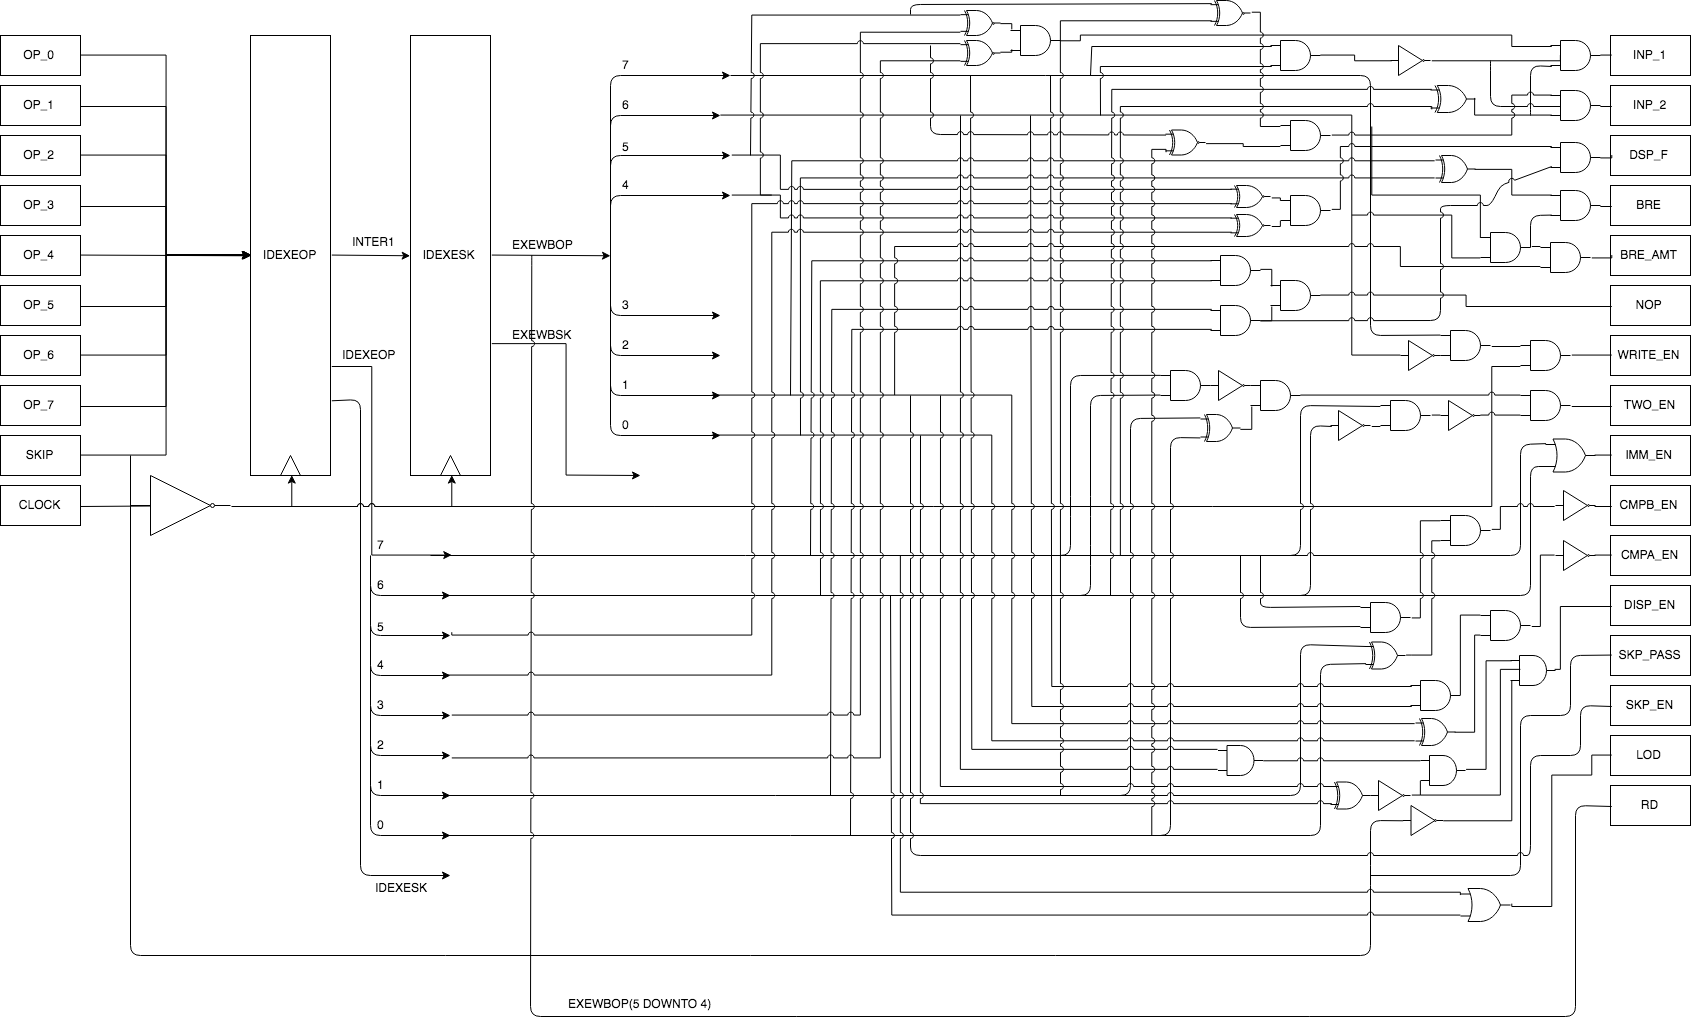 OP_0
OP_1
OP_2
OP_3
OP_4
OP_5
OP_6
OP_7
SKIP
CLOCK
IDEXEOP
INTER1
IDEXESK
EXEWBOP
EXEWBSK
IDEXEOP
7
6
5
4
3
2
1
0
7
6
5
4
3
2
1
0
IDEXESK
EXEWBOP(5 DOWNTO 4)
INP_1
INP_2
DSP_F
BRE
BRE_AMT
NOP
WRITE_EN
TWO_EN
IMM_EN
CMPB_EN
CMPA_EN
DISP_EN
SKP_PASS
SKP_EN
LOD
RD